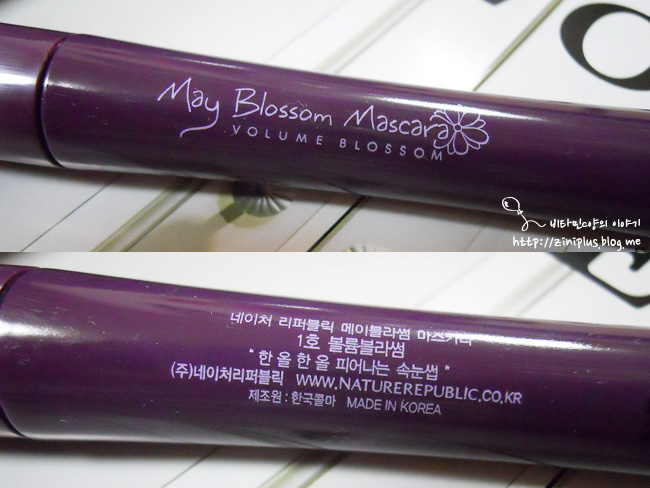 May Blossom Mascara
VOLUME BLOSSOM
비타민c양의 이야기
http://ziniplus.blog.me
네이처 리퍼블릭 메이블라썸 마스카라
1호 볼륨블라썸
" 한 올 한 올 피어나는 속눈썹 "
(주)네이처리퍼블릭 WWW.NATUREREPUBLIC.CO.KR
제조원 : 한국콜마 MADE IN KOREA